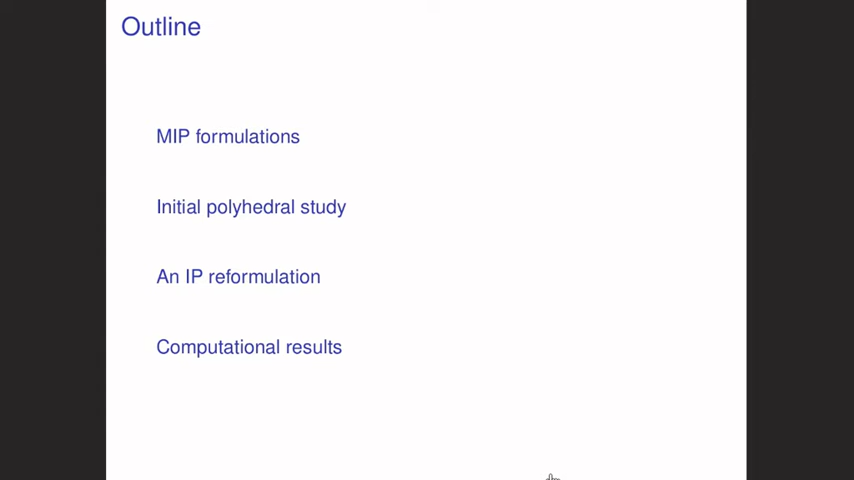 Outline
MIP formulations
Initial polyhedral study
An IP reformulation
Computational results